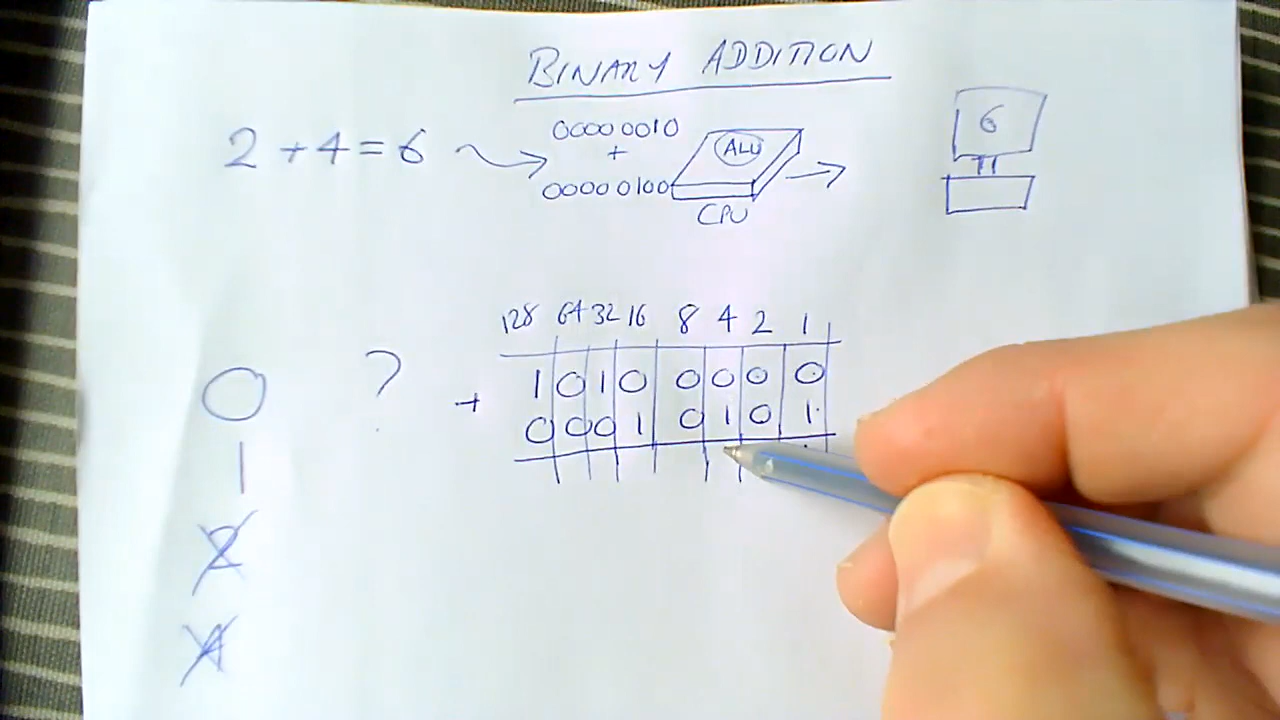 BINARY ADDITION
2 + 4 = 6
00000010
+
00000100
ALU
CPU
6
128 64 32 16 8 4 2 1
1 0 1 0 0 0 0 0
+ 0 0 0 1 0 1 0 1
0 ?
1
2
4